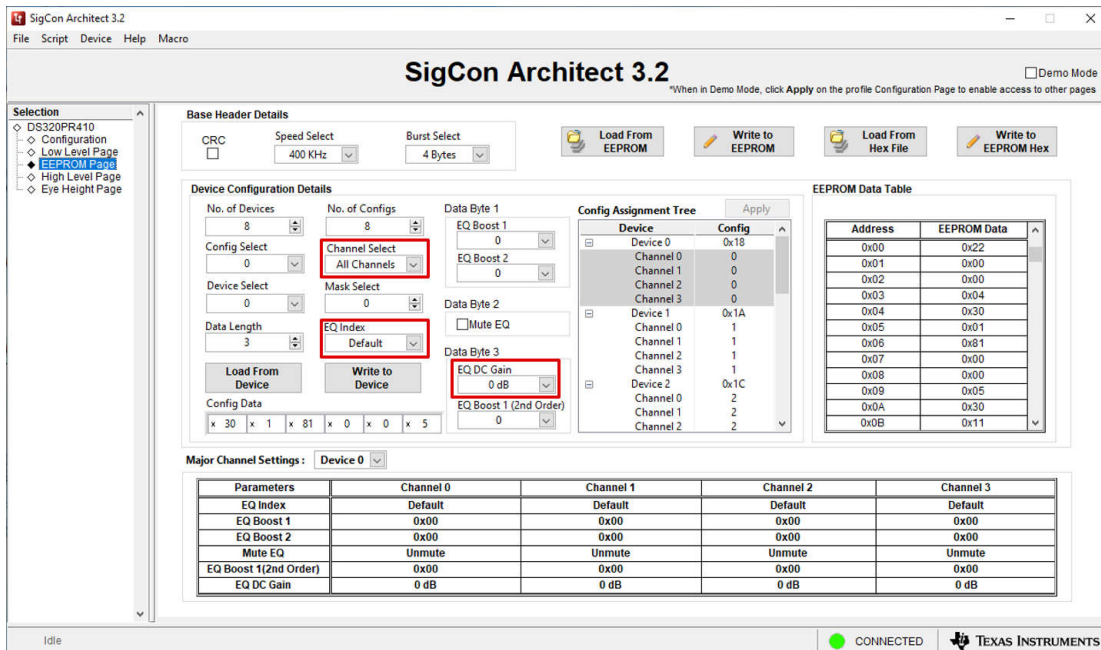 SigCon Architect 3.2
File Script Device Help Macro
SigCon Architect 3.2
Demo Mode
*When in Demo Mode, click Apply on the profile Configuration Page to enable access to other pages
Selection
DS320PR410
Configuration
Low Level Page
EEPROM Page
High Level Page
Eye Height Page
Base Header Details
CRC
Speed Select
400 KHz
Burst Select
4 Bytes
Load From EEPROM
Write to EEPROM
Load From Hex File
Write to EEPROM Hex
Device Configuration Details
No. of Devices
8
No. of Configs
8
Config Select
0
Channel Select
All Channels
Device Select
0
Mask Select
0
Data Length
3
EQ Index
Default
Load From Device
Write to Device
Config Data
x 30 x 1 x 81 x 0 x 0 x 5
Data Byte 1
EQ Boost 1
0
EQ Boost 2
0
Data Byte 2
Mute EQ
Data Byte 3
EQ DC Gain
0 dB
EQ Boost 1 (2nd Order)
0
Config Assignment Tree
Apply
Device Config
Device 0 0x18
Channel 0 0
Channel 1 0
Channel 2 0
Channel 3 0
Device 1 0x1A
Channel 0 1
Channel 1 1
Channel 2 1
Channel 3 1
Device 2 0x1C
Channel 0 2
Channel 1 2
Channel 2 2
EEPROM Data Table
Address EEPROM Data
0x00 0x22
0x01 0x00
0x02 0x00
0x03 0x04
0x04 0x30
0x05 0x01
0x06 0x81
0x07 0x00
0x08 0x00
0x09 0x05
0x0A 0x30
0x0B 0x11
Major Channel Settings : Device 0
Parameters Channel 0 Channel 1 Channel 2 Channel 3
EQ Index Default Default Default Default
EQ Boost 1 0x00 0x00 0x00 0x00
EQ Boost 2 0x00 0x00 0x00 0x00
Mute EQ Unmute Unmute Unmute Unmute
EQ Boost 1(2nd Order) 0x00 0x00 0x00 0x00
EQ DC Gain 0 dB 0 dB 0 dB 0 dB
Idle
CONNECTED
TEXAS INSTRUMENTS